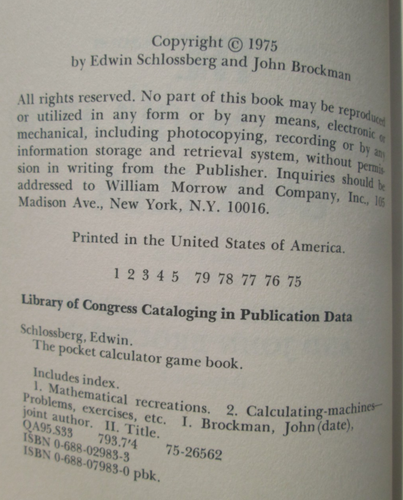 Copyright © 1975
by Edwin Schlossberg and John Brockman
All rights reserved. No part of this book may be reproduced
or utilized in any form or by any means, electronic or
mechanical, including photocopying, recording or by any
information storage and retrieval system, without permis-
sion in writing from the Publisher. Inquiries should be
addressed to William Morrow and Company, Inc., 105
Madison Ave., New York, N.Y. 10016.
Printed in the United States of America.
1 2 3 4 5 79 78 77 76 75
Library of Congress Cataloging in Publication Data
Schlossberg, Edwin.
The pocket calculator game book.
Includes index.
1. Mathematical recreations. 2. Calculating-machines—
Problems, exercises, etc. I. Brockman, John (date),
joint author. II. Title.
QA95.S33 793.7'4 75-26562
ISBN 0-688-02983-3
ISBN 0-688-07983-0 pbk.